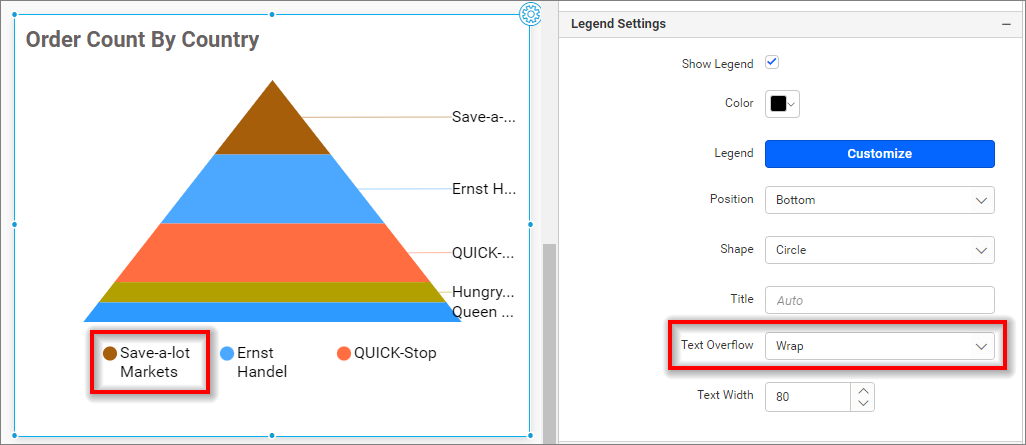 Order Count By Country
Save-a-...
Ernst H...
QUICK-...
Hungry...
Queen ...
Save-a-lot
Markets
Ernst
Handel
QUICK-Stop
Legend Settings
Show Legend
Color
Legend
Customize
Position
Bottom
Shape
Circle
Title
Auto
Text Overflow
Wrap
Text Width
80